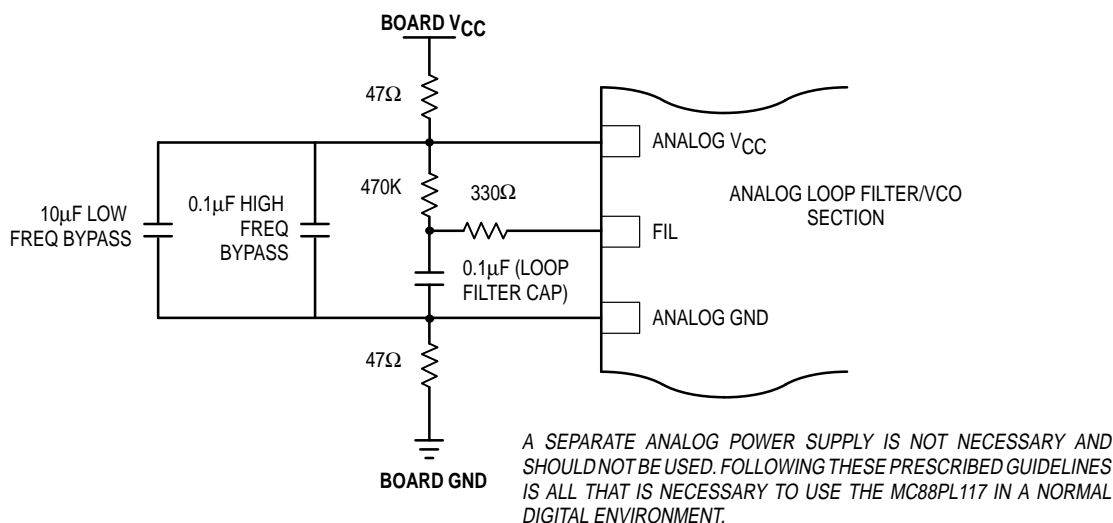 BOARD VCC
47Ω
ANALOG VCC
470K
330Ω
ANALOG LOOP FILTER/VCO
SECTION
10µF LOW
FREQ BYPASS
0.1µF HIGH
FREQ
BYPASS
FIL
0.1µF (LOOP
FILTER CAP)
ANALOG GND
47Ω
BOARD GND
A SEPARATE ANALOG POWER SUPPLY IS NOT NECESSARY AND
SHOULD NOT BE USED. FOLLOWING THESE PRESCRIBED GUIDELINES
IS ALL THAT IS NECESSARY TO USE THE MC88PL117 IN A NORMAL
DIGITAL ENVIRONMENT.